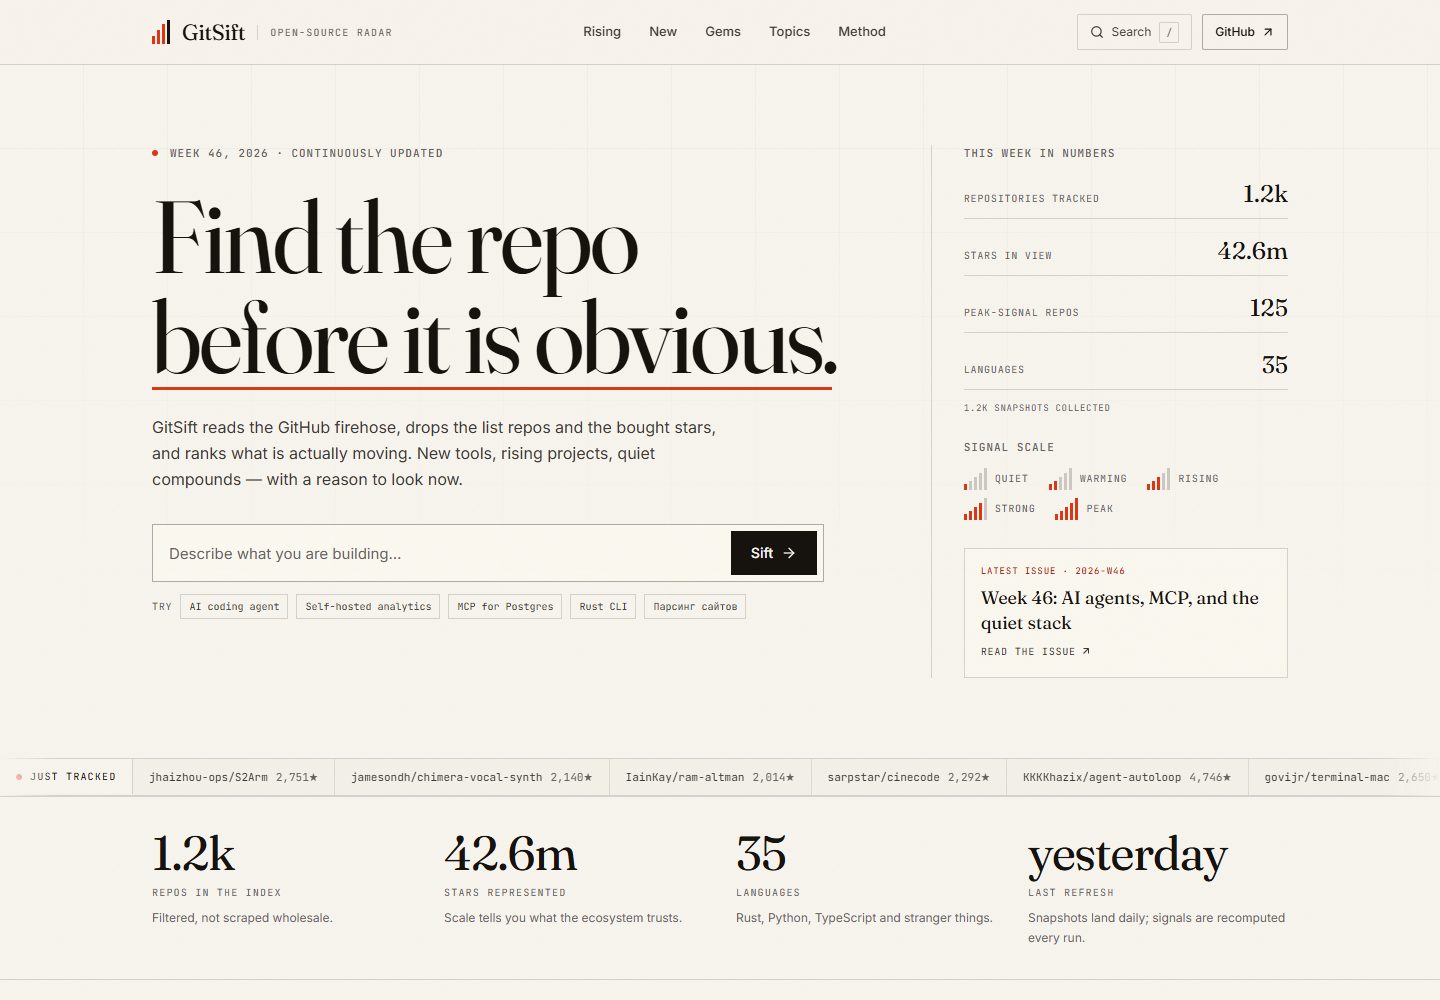 GitSift
OPEN-SOURCE RADAR
Rising
New
Gems
Topics
Method
Search /
GitHub
WEEK 46, 2026 · CONTINUOUSLY UPDATED
Find the repo
before it is obvious.
GitSift reads the GitHub firehose, drops the list repos and the bought stars,
and ranks what is actually moving. New tools, rising projects, quiet
compounds — with a reason to look now.
Describe what you are building...
Sift →
TRY
AI coding agent
Self-hosted analytics
MCP for Postgres
Rust CLI
Парсинг сайтов
THIS WEEK IN NUMBERS
REPOSITORIES TRACKED 1.2k
STARS IN VIEW 42.6m
PEAK-SIGNAL REPOS 125
LANGUAGES 35
1.2K SNAPSHOTS COLLECTED
SIGNAL SCALE
QUIET
WARMING
RISING
STRONG
PEAK
LATEST ISSUE · 2026-W46
Week 46: AI agents, MCP, and the
quiet stack
READ THE ISSUE ↗
JUST TRACKED
jhaizhou-ops/S2Arm 2,751★
jamesondh/chimera-vocal-synth 2,140★
IainKay/ram-altman 2,014★
sarpstar/cinecode 2,292★
KKKKhazix/agent-autoloop 4,746★
govijr/terminal-mac 2,650★
1.2k
REPOS IN THE INDEX
Filtered, not scraped wholesale.
42.6m
STARS REPRESENTED
Scale tells you what the ecosystem trusts.
35
LANGUAGES
Rust, Python, TypeScript and stranger things.
yesterday
LAST REFRESH
Snapshots land daily; signals are recomputed
every run.